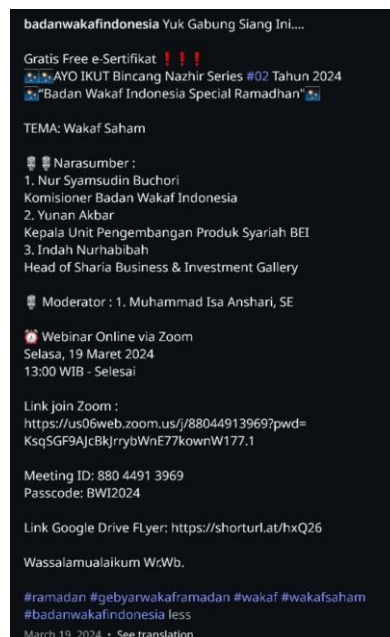 badanwakafindonesia Yuk Gabung Siang Ini....
Gratis Free e-Sertifikat ❗❗❗
🌃🌃AYO IKUT Bincang Nazhir Series #02 Tahun 2024
🌃"Badan Wakaf Indonesia Special Ramadhan"🌃
TEMA: Wakaf Saham
🎙️🎙️Narasumber :
1. Nur Syamsudin Buchori
Komisioner Badan Wakaf Indonesia
2. Yunan Akbar
Kepala Unit Pengembangan Produk Syariah BEI
3. Indah Nurhabibah
Head of Sharia Business & Investment Gallery
🎙️ Moderator : 1. Muhammad Isa Anshari, SE
⏰ Webinar Online via Zoom
Selasa, 19 Maret 2024
13:00 WIB - Selesai
Link join Zoom :
https://us06web.zoom.us/j/88044913969?pwd=
KsqSGF9AJcBkJrrybWnE77kownW177.1
Meeting ID: 880 4491 3969
Passcode: BWI2024
Link Google Drive FLyer: https://shorturl.at/hxQ26
Wassalamualaikum Wr.Wb.
#ramadan #gebyarwakaframadan #wakaf #wakafsaham
#badanwakafindonesia less
March 19, 2024 • See translation